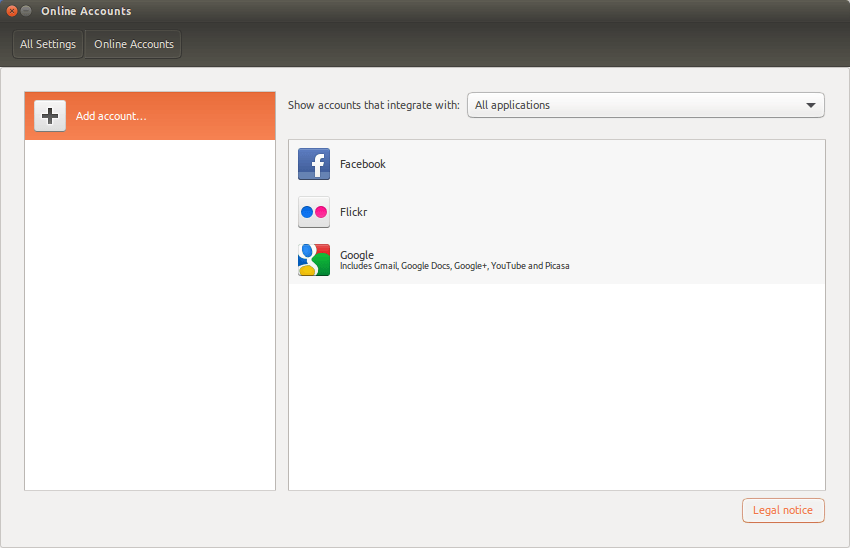 Online Accounts
All Settings
Online Accounts
Add account...
Show accounts that integrate with:
All applications
Facebook
Flickr
Google
Includes Gmail, Google Docs, Google+, YouTube and Picasa
Legal notice